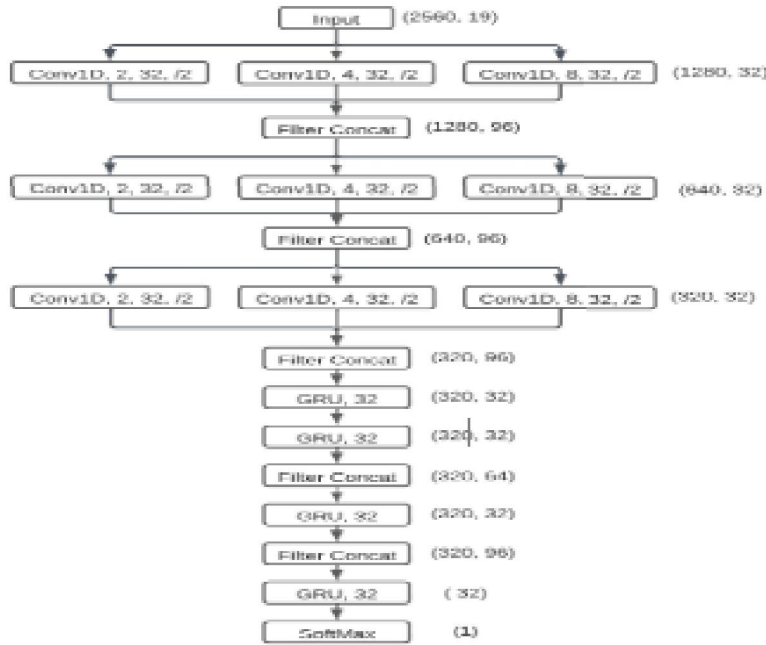 Input (2560, 19)
Conv1D, 2, 32, /2 Conv1D, 4, 32, /2 Conv1D, 8, 32, /2 (1280, 32)
Filter Concat (1280, 96)
Conv1D, 2, 32, /2 Conv1D, 4, 32, /2 Conv1D, 8, 32, /2 (640, 32)
Filter Concat (640, 96)
Conv1D, 2, 32, /2 Conv1D, 4, 32, /2 Conv1D, 8, 32, /2 (320, 32)
Filter Concat (320, 96)
GRU, 32 (320, 32)
GRU, 32 (320, 32)
Filter Concat (320, 64)
GRU, 32 (320, 32)
Filter Concat (320, 96)
GRU, 32 ( 32)
SoftMax (1)